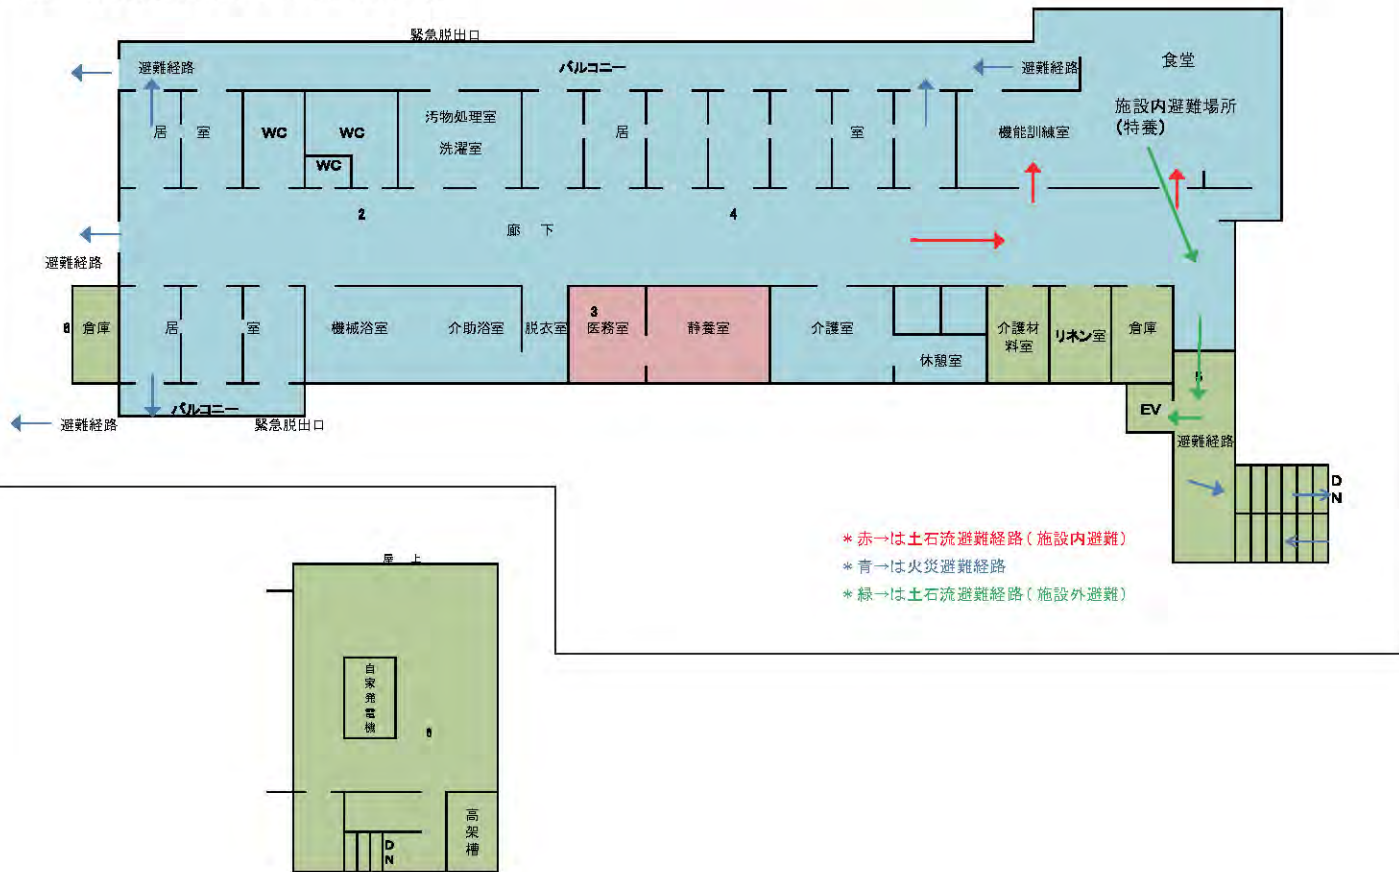 緊急脱出口
避難経路
バルコニー
避難経路
食堂
施設内避難場所
(特養)
居 室
WC
WC
WC
汚物処理室
洗濯室
居 室
機能訓練室
2
4
廊 下
避難経路
倉庫
居 室
機械浴室
介助浴室
脱衣室
3
医務室
静養室
介護室
休憩室
介護材
料室
リネン室
倉庫
バルコニー
避難経路
緊急脱出口
EV
避難経路
DN
*赤→は土石流避難経路(施設内避難)
*青→は火災避難経路
*緑→は土石流避難経路(施設外避難)
屋 上
自家発電機
高架槽
DN